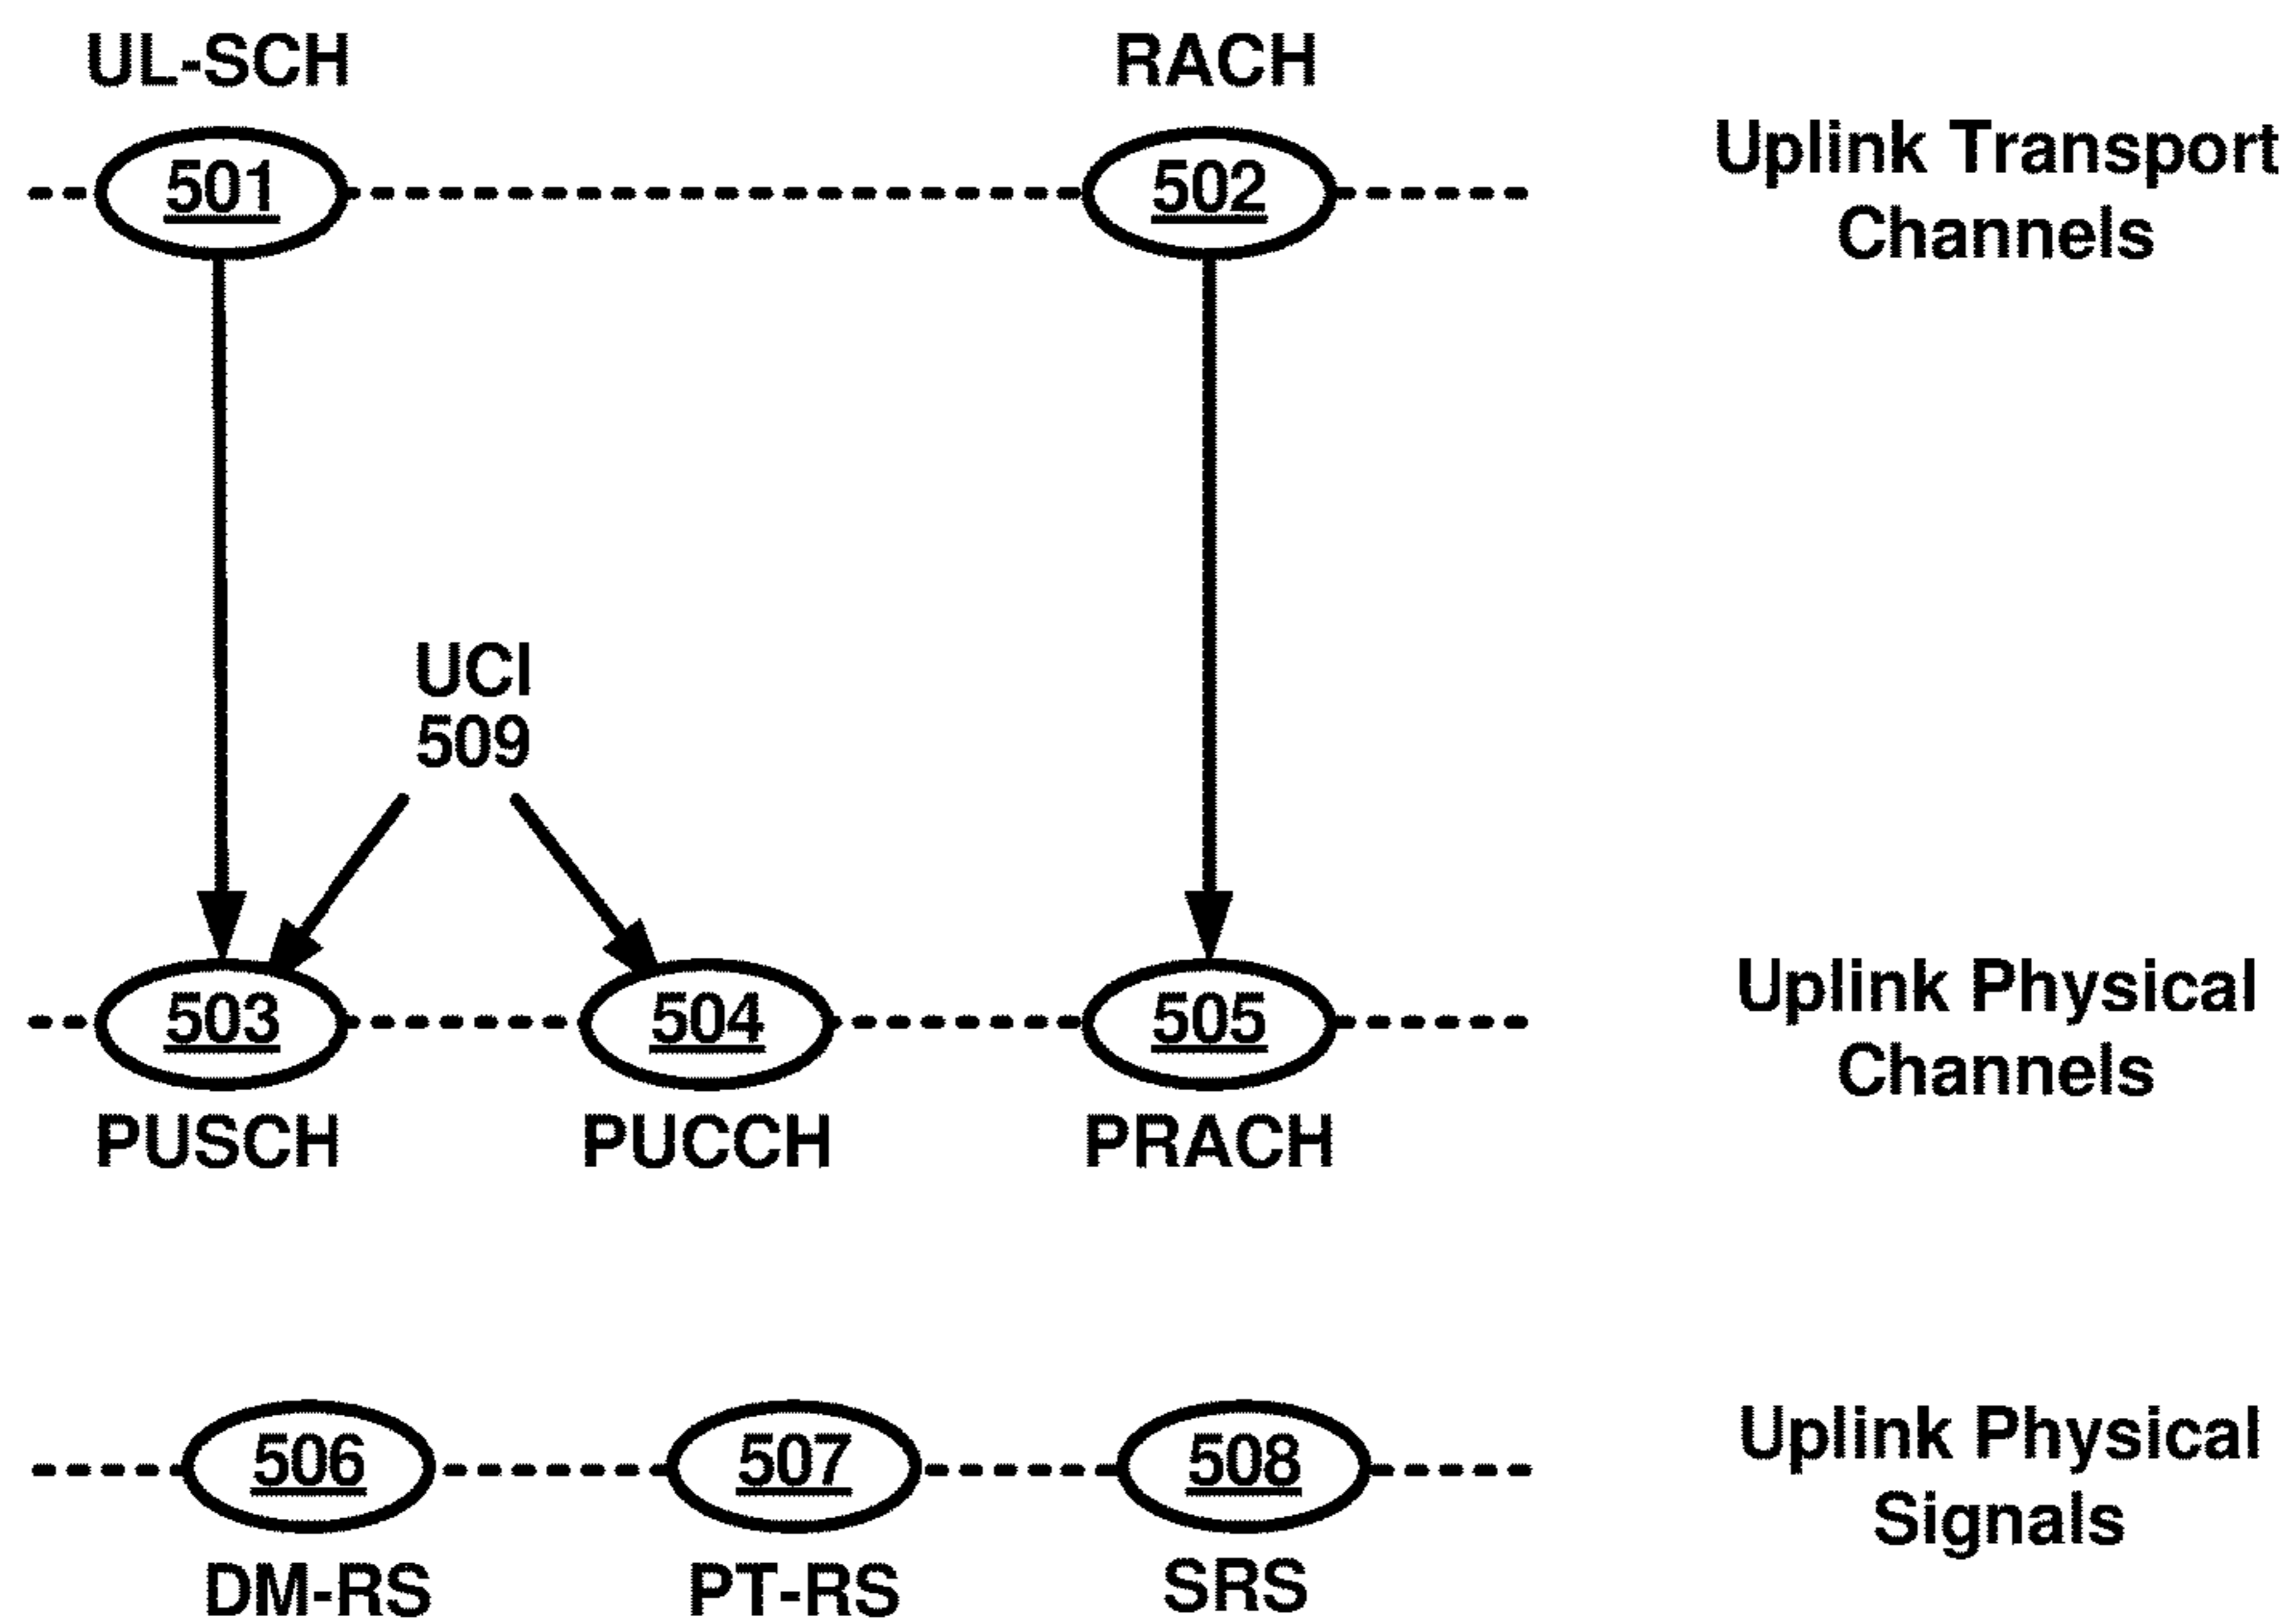 UL-SCH
RACH
501
502
Uplink Transport
Channels
UCI
509
503
504
505
Uplink Physical
Channels
PUSCH
PUCCH
PRACH
506
507
508
Uplink Physical
Signals
DM-RS
PT-RS
SRS